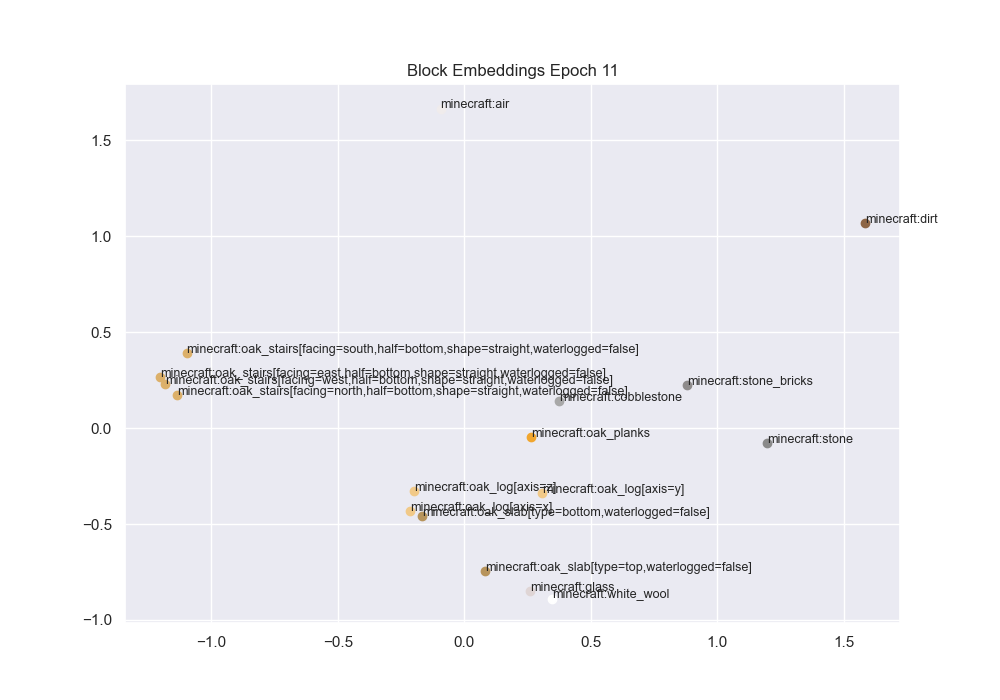 Block Embeddings Epoch 11
minecraft:air
minecraft:dirt
minecraft:oak_stairs[facing=south,half=bottom,shape=straight,waterlogged=false]
minecraft:oak_stairs[facing=east,half=bottom,shape=straight,waterlogged=false]
minecraft:oak_stairs[facing=west,half=bottom,shape=straight,waterlogged=false]
minecraft:stone_bricks
minecraft:oak_stairs[facing=north,half=bottom,shape=straight,waterlogged=false]
minecraft:cobblestone
minecraft:oak_planks
minecraft:stone
minecraft:oak_log[axis=z]
minecraft:oak_log[axis=y]
minecraft:oak_log[axis=x]
minecraft:oak_slab[type=bottom,waterlogged=false]
minecraft:oak_slab[type=top,waterlogged=false]
minecraft:glass
minecraft:white_wool
1.5
1.0
0.5
0.0
−0.5
−1.0
−1.0 −0.5 0.0 0.5 1.0 1.5